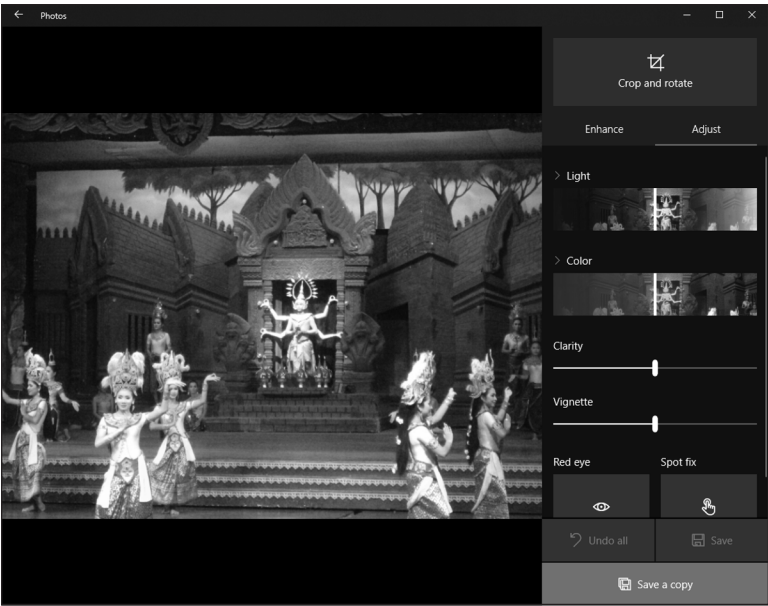 Photos
Crop and rotate
Enhance
Adjust
Light
Color
Clarity
Vignette
Red eye
Spot fix
Undo all
Save
Save a copy